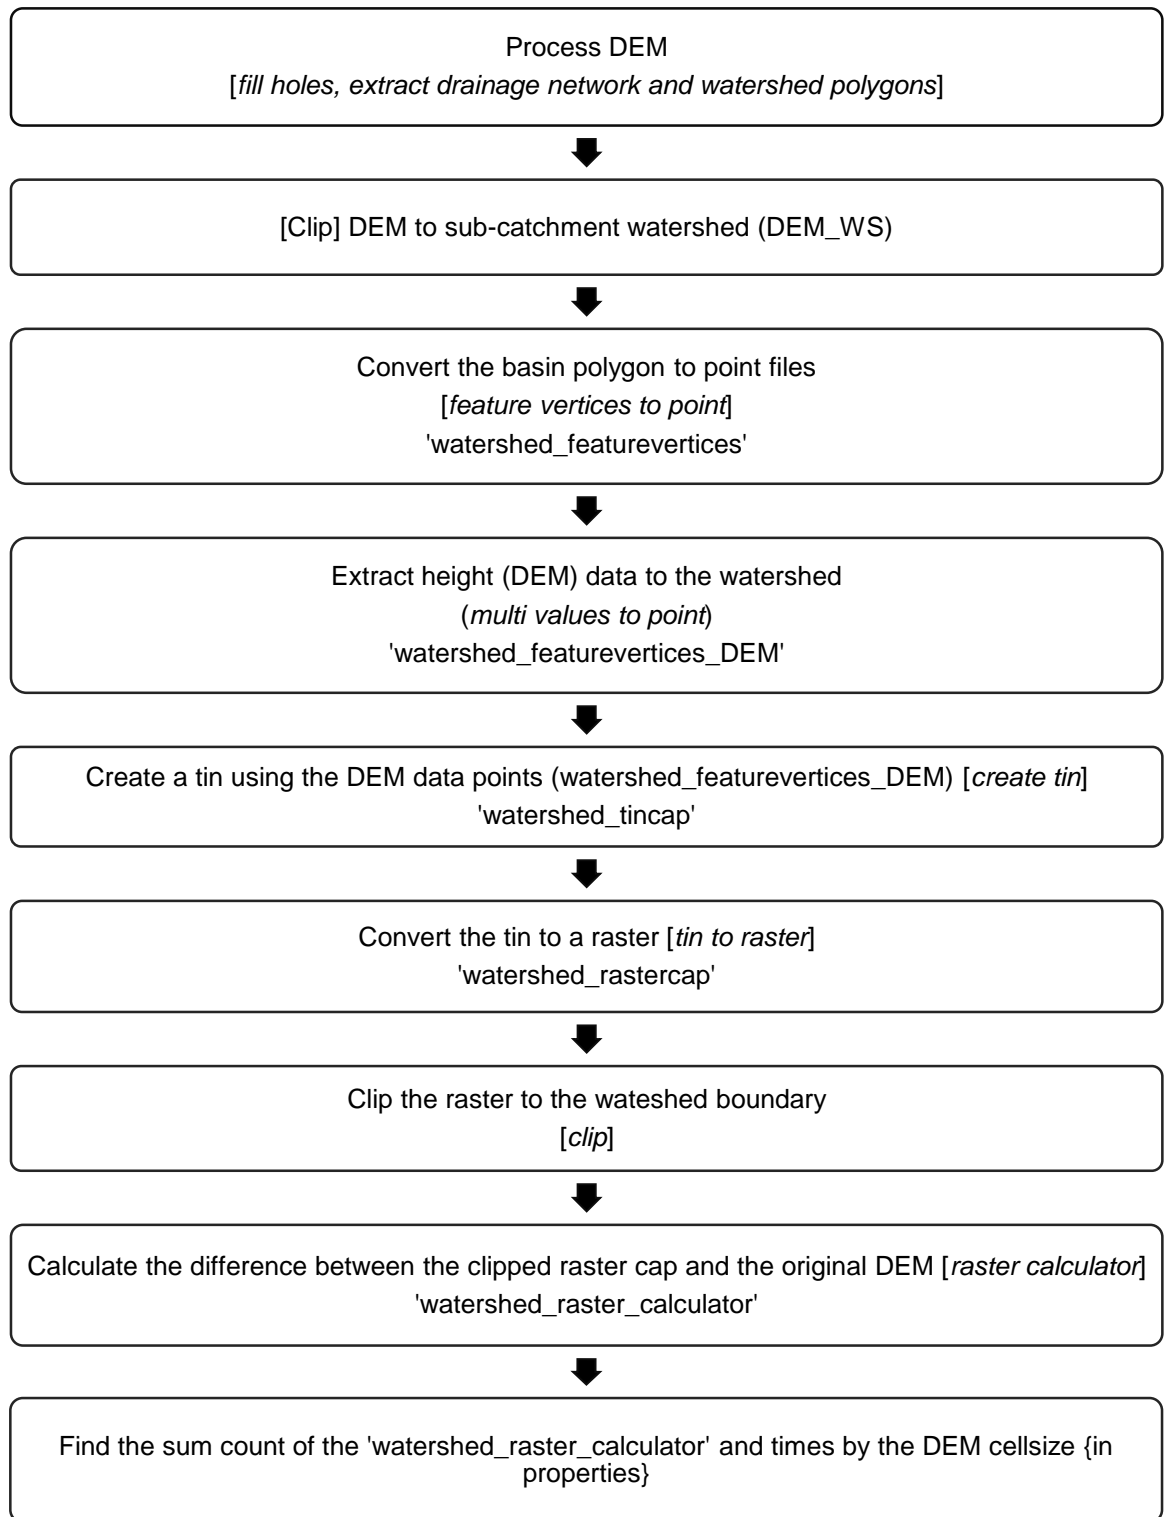 Process DEM
[fill holes, extract drainage network and watershed polygons]
[Clip] DEM to sub-catchment watershed (DEM_WS)
Convert the basin polygon to point files
[feature vertices to point]
'watershed_featurevertices'
Extract height (DEM) data to the watershed
(multi values to point)
'watershed_featurevertices_DEM'
Create a tin using the DEM data points (watershed_featurevertices_DEM) [create tin]
'watershed_tincap'
Convert the tin to a raster [tin to raster]
'watershed_rastercap'
Clip the raster to the wateshed boundary
[clip]
Calculate the difference between the clipped raster cap and the original DEM [raster calculator]
'watershed_raster_calculator'
Find the sum count of the 'watershed_raster_calculator' and times by the DEM cellsize {in
properties}